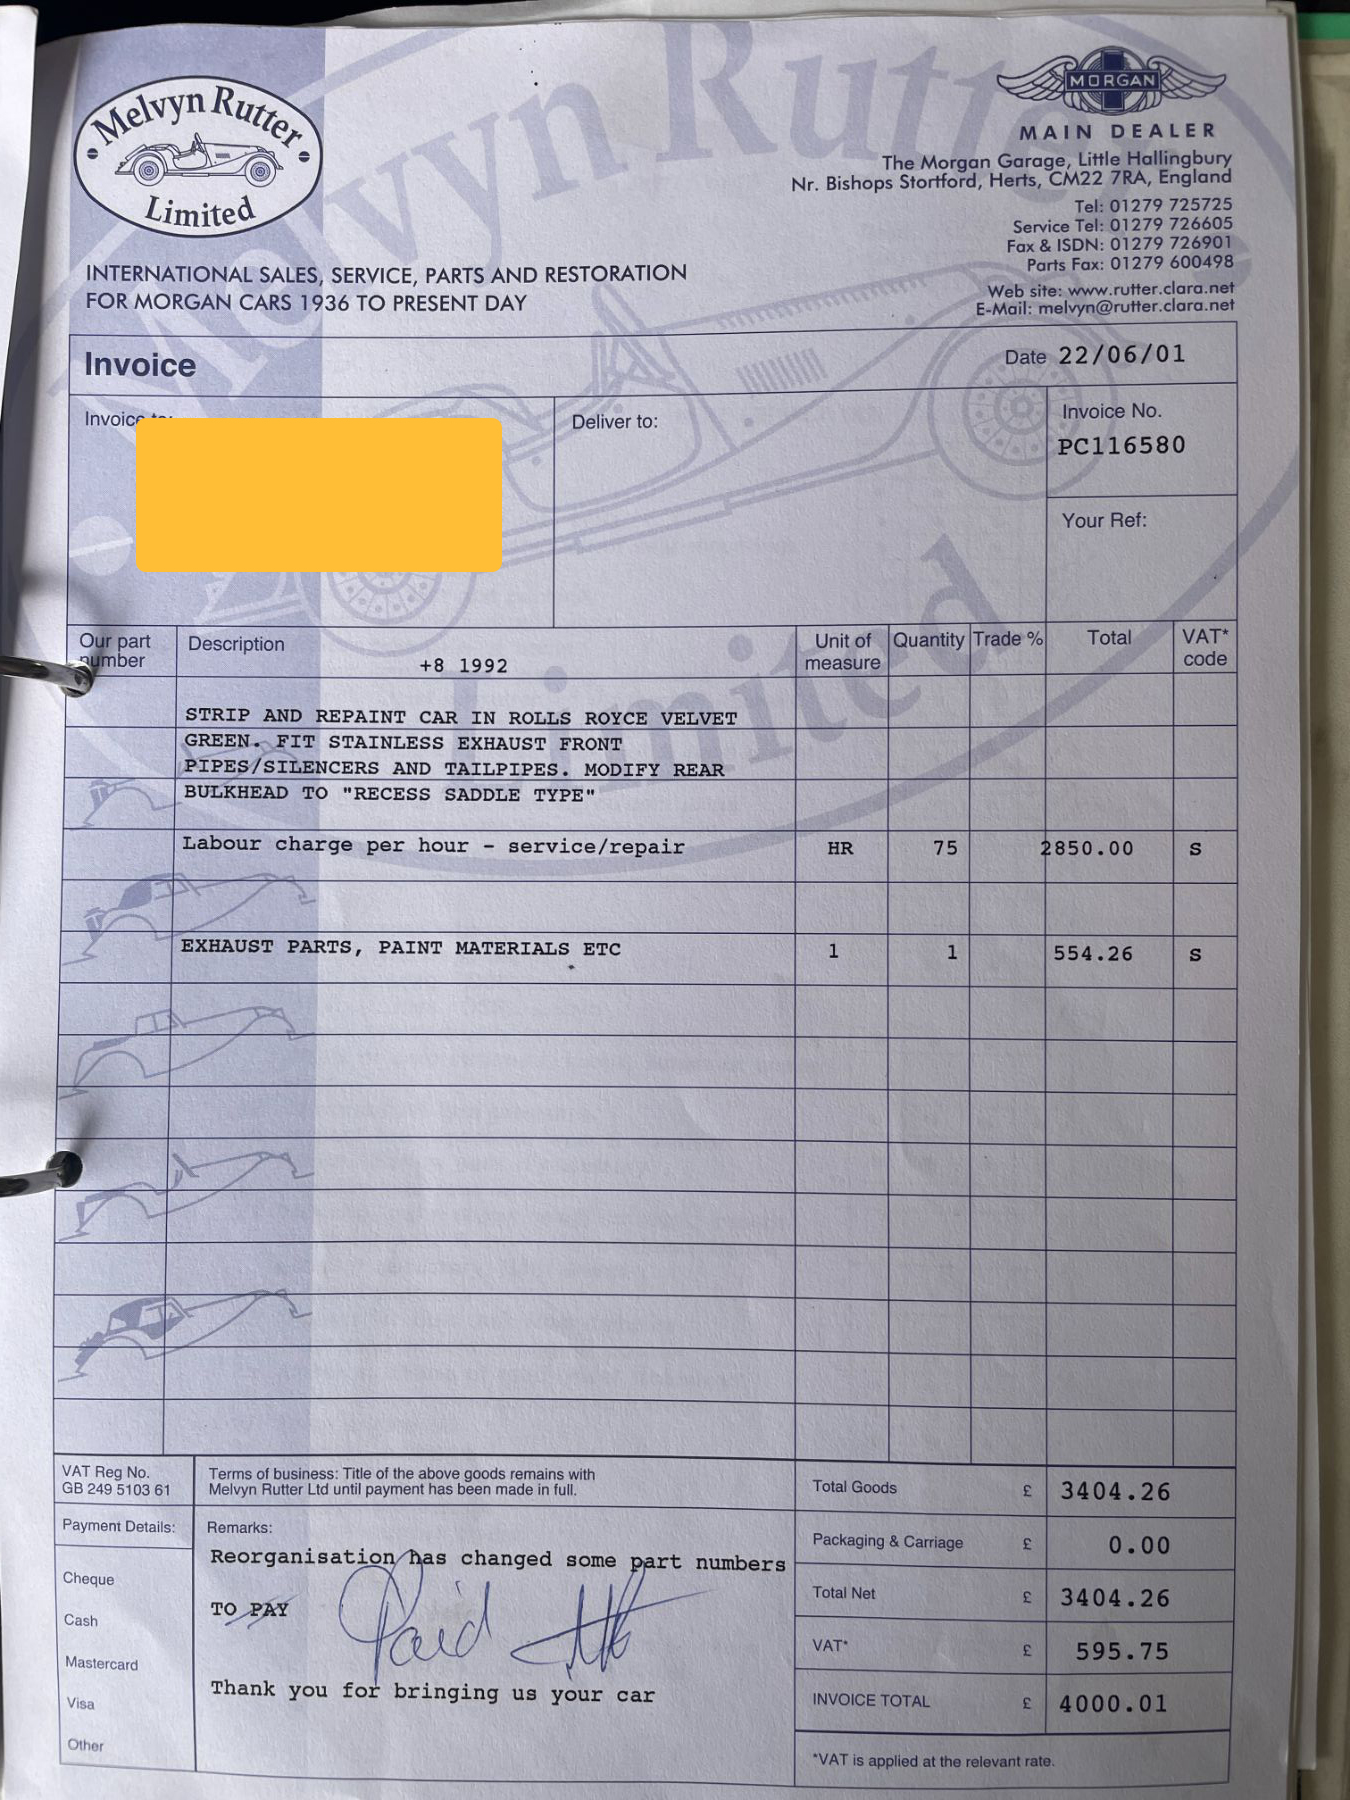 Melvyn Rutter
Limited
MORGAN
MAIN DEALER
The Morgan Garage, Little Hallingbury
Nr. Bishops Stortford, Herts, CM22 7RA, England
Tel: 01279 725725
Service Tel: 01279 726605
Fax & ISDN: 01279 726901
Parts Fax: 01279 600498
Web site: www.rutter.clara.net
E-Mail: melvyn@rutter.clara.net
INTERNATIONAL SALES, SERVICE, PARTS AND RESTORATION
FOR MORGAN CARS 1936 TO PRESENT DAY
Melvyn Rutter
Limited
Invoice
Date 22/06/01
Invoice to:
Deliver to:
Invoice No.
PC116580
Your Ref:
Our part number Description Unit of measure Quantity Trade % Total VAT* code
+8 1992
STRIP AND REPAINT CAR IN ROLLS ROYCE VELVET
GREEN. FIT STAINLESS EXHAUST FRONT
PIPES/SILENCERS AND TAILPIPES. MODIFY REAR
BULKHEAD TO "RECESS SADDLE TYPE"
Labour charge per hour - service/repair HR 75 2850.00 S
EXHAUST PARTS, PAINT MATERIALS ETC 1 1 554.26 S
VAT Reg No.
GB 249 5103 61
Terms of business: Title of the above goods remains with
Melvyn Rutter Ltd until payment has been made in full.
Payment Details:
Cheque
Cash
Mastercard
Visa
Other
Remarks:
Reorganisation has changed some part numbers
TO PAY
Paid
Thank you for bringing us your car
Total Goods £ 3404.26
Packaging & Carriage £ 0.00
Total Net £ 3404.26
VAT* £ 595.75
INVOICE TOTAL £ 4000.01
*VAT is applied at the relevant rate.